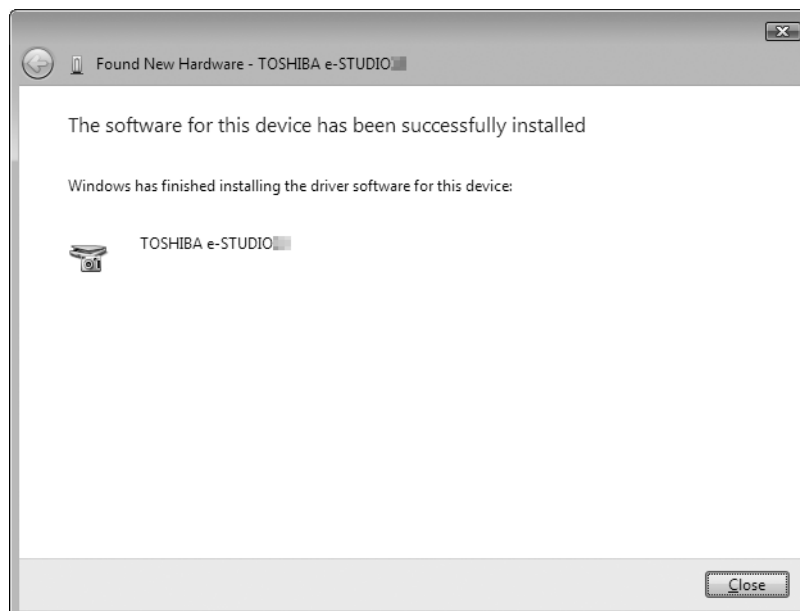 Found New Hardware - TOSHIBA e-STUDIO
The software for this device has been successfully installed
Windows has finished installing the driver software for this device:
TOSHIBA e-STUDIO
Close